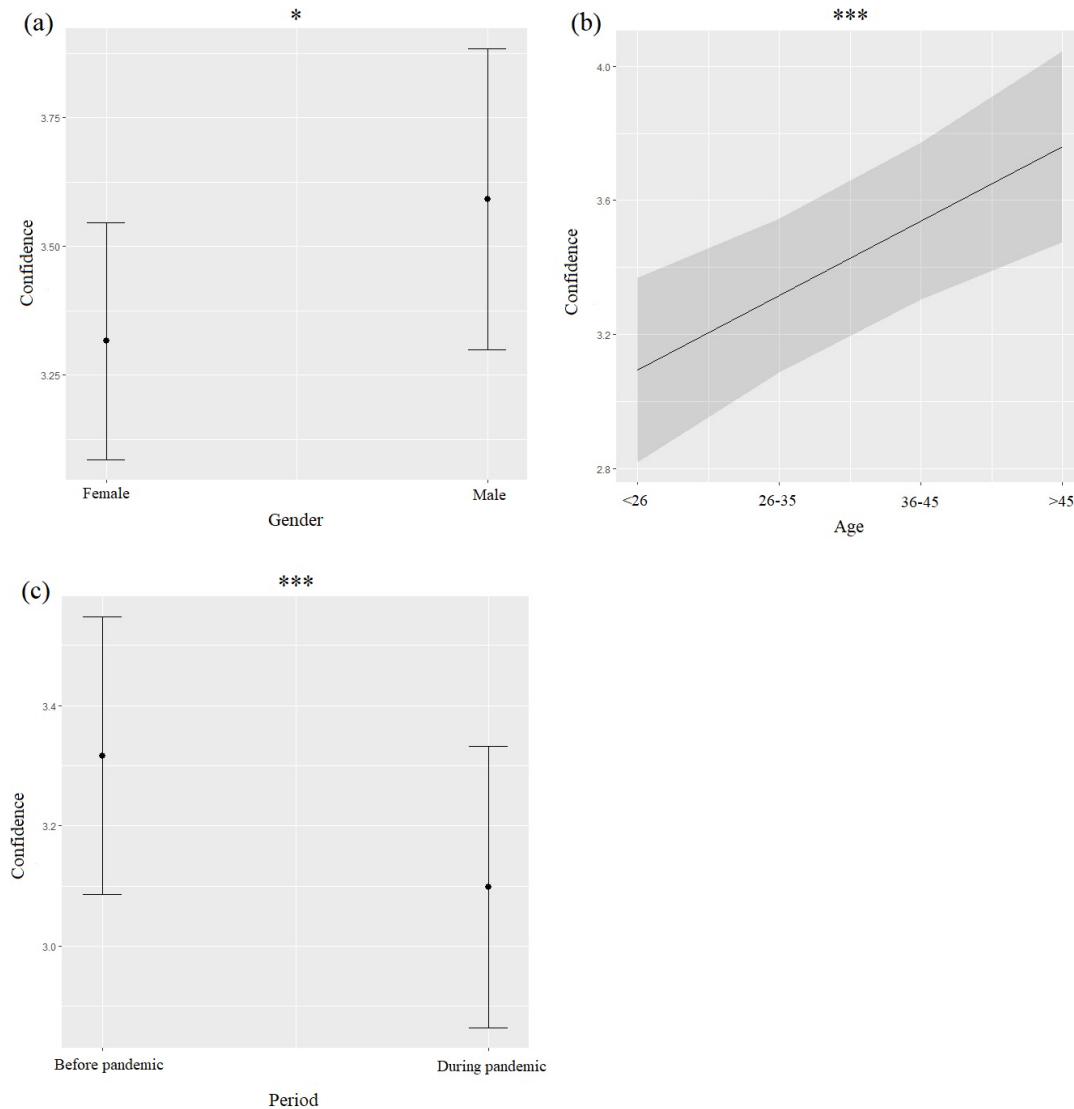 (a)
*
3.75
3.50
3.25
Confidence
Female
Male
Gender
(b)
***
4.0
3.6
3.2
2.8
Confidence
<26
26-35
36-45
>45
Age
(c)
***
3.4
3.2
3.0
Confidence
Before pandemic
During pandemic
Period